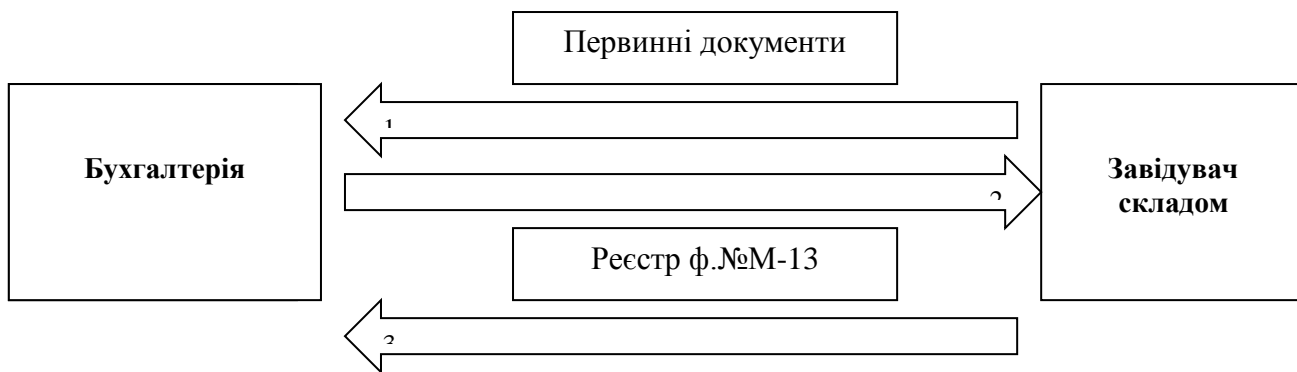 Первинні документи
1
Бухгалтерія
Завідувач
складом
2
Реєстр ф.№М-13
3